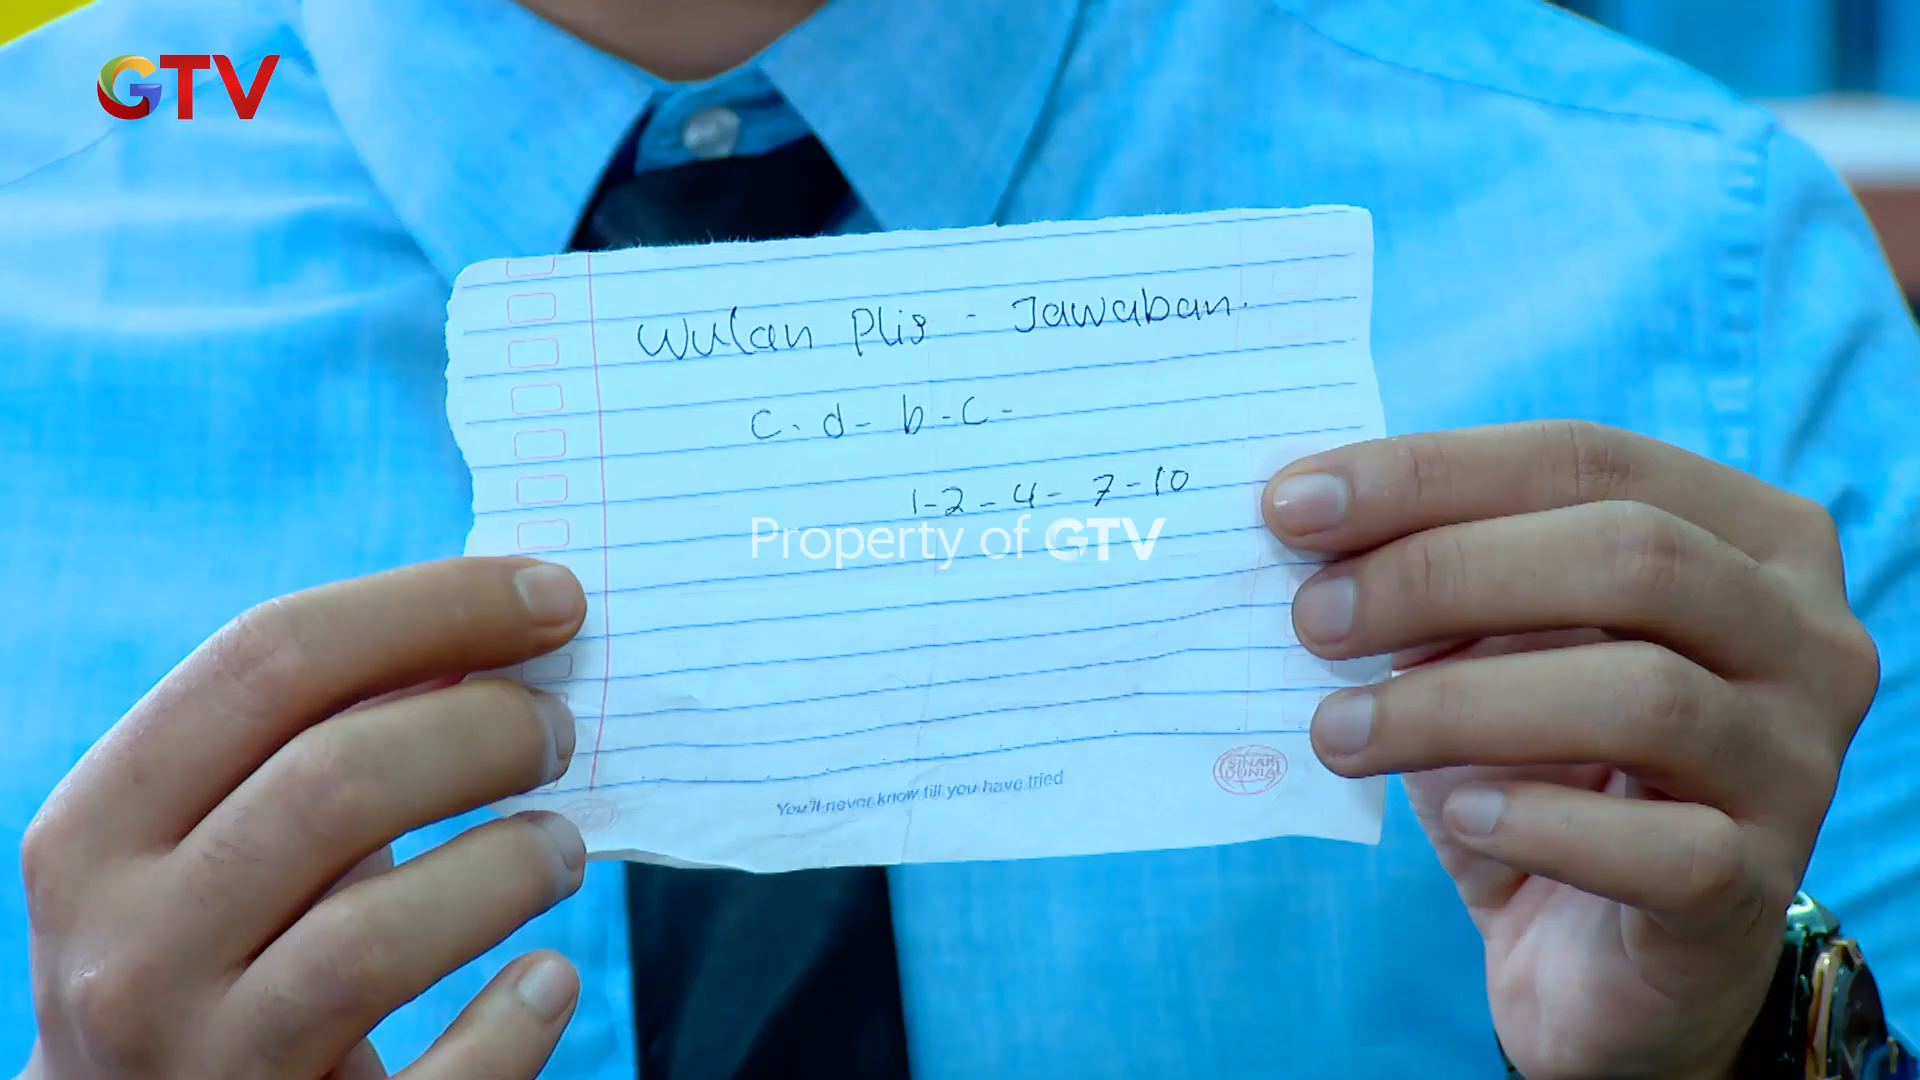 GTV
Wulan Plis - Jawaban.
c. d- b-c-
1-2-4-7-10
Property of GTV
You'll never know till you have tried
SINAR
DUNIA